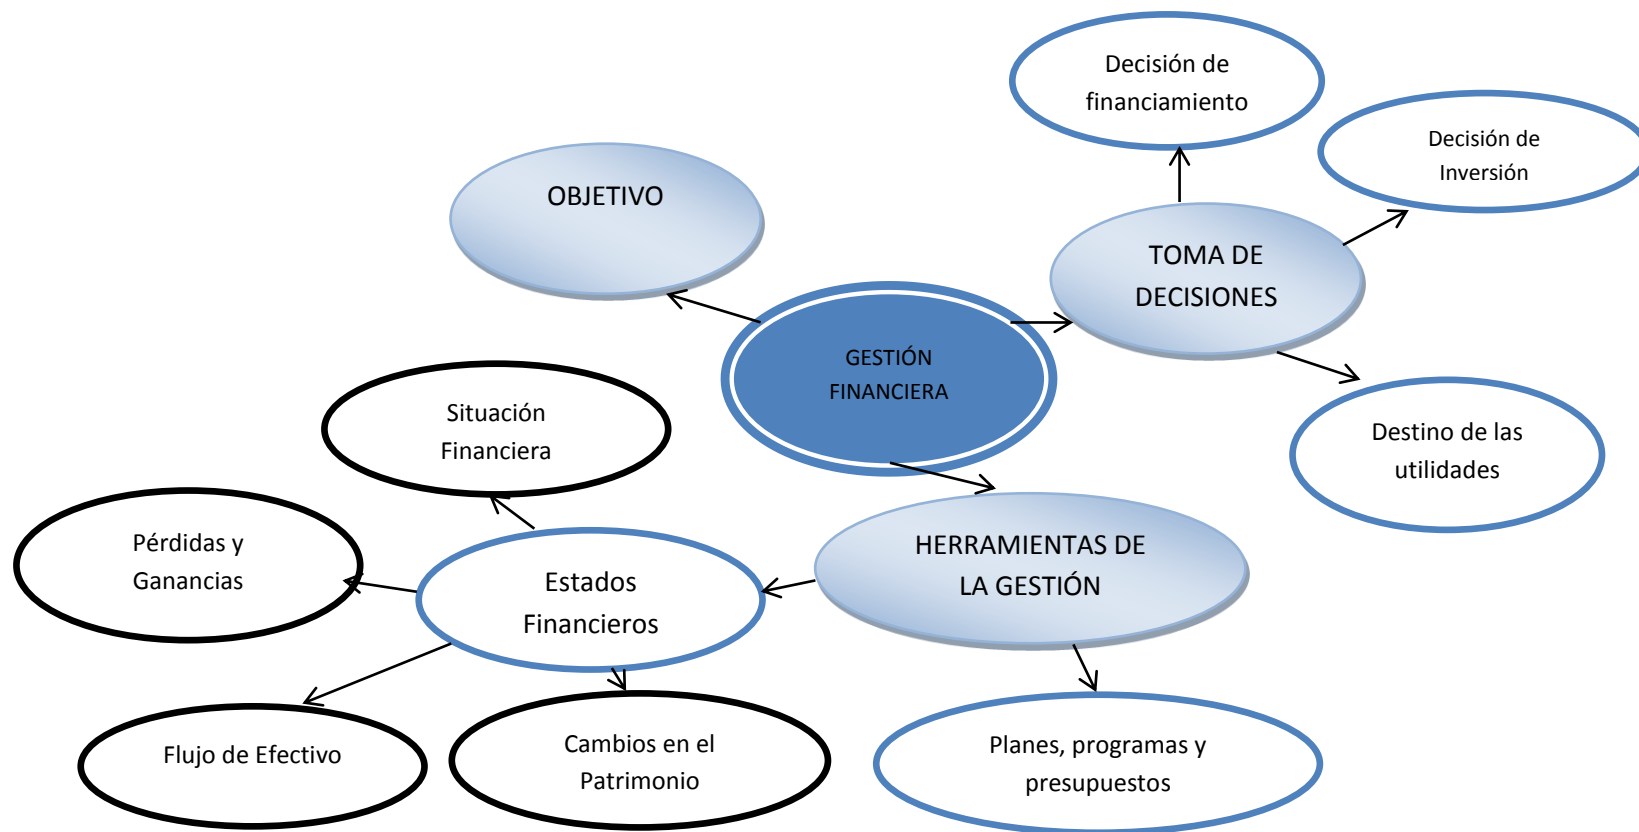 Decisión de
financiamiento
Decisión de
Inversión
OBJETIVO
TOMA DE
DECISIONES
GESTIÓN
FINANCIERA
Situación
Financiera
Destino de las
utilidades
Pérdidas y
Ganancias
HERRAMIENTAS DE
LA GESTIÓN
Estados
Financieros
Flujo de Efectivo
Cambios en el
Patrimonio
Planes, programas y
presupuestos